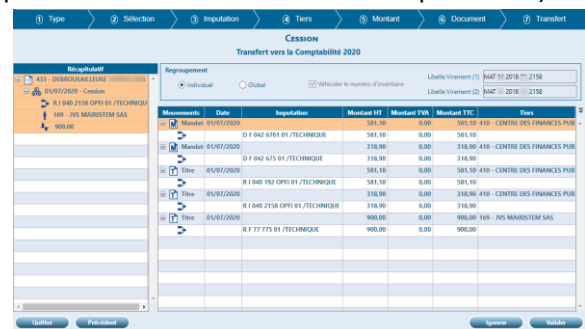 1 Type 2 Sélection 3 Imputation 4 Tiers 5 Montant 6 Document 7 Transfert
CESSION
Transfert vers la Comptabilité 2020
Récapitulatif
433 - DEBROUSAILLEUSE
01/07/2020 - Cession
R I 040 2158 OPFI 01 /TECHNIQU
169 - JVS MAIRISTEM SAS
900,00
Regroupement
Individuel Global Véhiculer le numéro d'inventaire
Libelle Virement (1) MAT 2018 2158
Libelle Virement (2) MAT 2018 2158
Mouvements Date Imputation Montant HT Montant TVA Montant TTC Tiers
Mandat 01/07/2020 581,10 0,00 581,10 410 - CENTRE DES FINANCES PUB
D F 042 6761 01 /TECHNIQUE 581,10 0,00 581,10
Mandat 01/07/2020 318,90 0,00 318,90 410 - CENTRE DES FINANCES PUB
D F 042 675 01 /TECHNIQUE 318,90 0,00 318,90
Titre 01/07/2020 581,10 0,00 581,10 410 - CENTRE DES FINANCES PUB
R I 040 192 OPFI 01 /TECHNIQUE 581,10 0,00 581,10
Titre 01/07/2020 318,90 0,00 318,90 410 - CENTRE DES FINANCES PUB
R I 040 2158 OPFI 01 /TECHNIQUE 318,90 0,00 318,90
Titre 01/07/2020 900,00 0,00 900,00 169 - JVS MAIRISTEM SAS
R F 77 775 01 /TECHNIQUE 900,00 0,00 900,00
Quitter Précédent Ignorer Valider